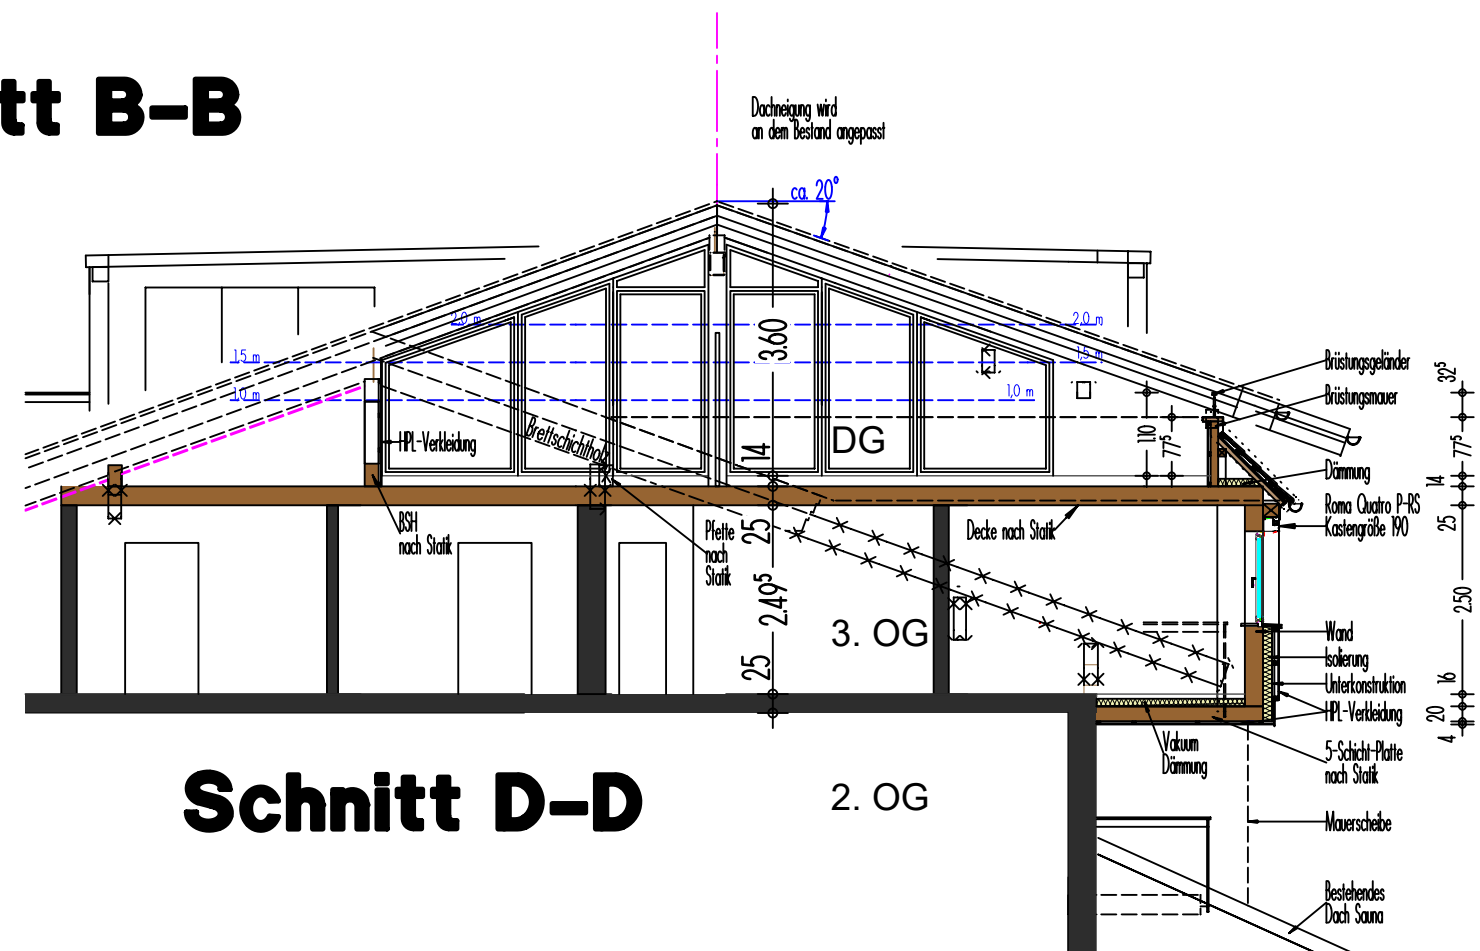 tt B-B
Dachneigung wird
an dem Bestand angepasst
ca. 20°
2,0 m
2,0 m
1,5 m
1,5 m
1,0 m
1,0 m
3.60
14
DG
1.10
77⁵
HPL-Verkleidung
Brettschichtholz
BSH
nach Statik
Pfette
nach
Statik
25
2.49⁵
25
Decke nach Statik
3. OG
Vakuum
Dämmung
Schnitt D-D
2. OG
Brüstungsgeländer
Brüstungsmauer
Dämmung
Roma Quatro P-RS
Kastengröße 190
Wand
Isolierung
Unterkonstruktion
HPL-Verkleidung
5-Schicht-Platte
nach Statik
Mauerscheibe
Bestehendes
Dach Sauna
32⁵
77⁵
14
25
2.50
16
20
4